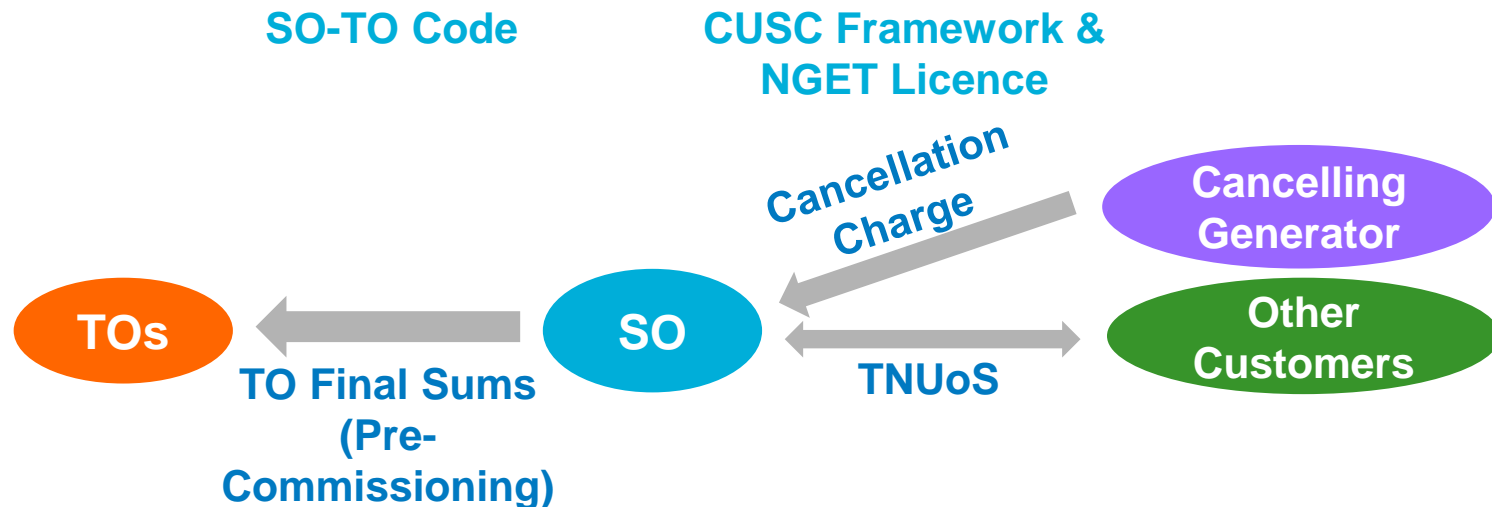 SO-TO Code
CUSC Framework &
NGET Licence
Cancellation
Charge
Cancelling
Generator
TOs
SO
Other
Customers
TO Final Sums
(Pre-
Commissioning)
TNUoS